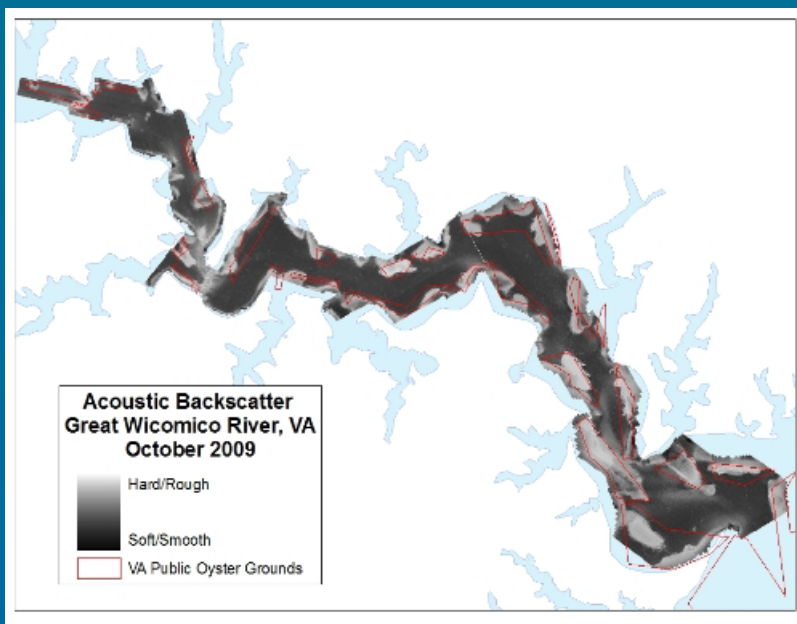 Acoustic Backscatter
Great Wicomico River, VA
October 2009
Hard/Rough
Soft/Smooth
VA Public Oyster Grounds